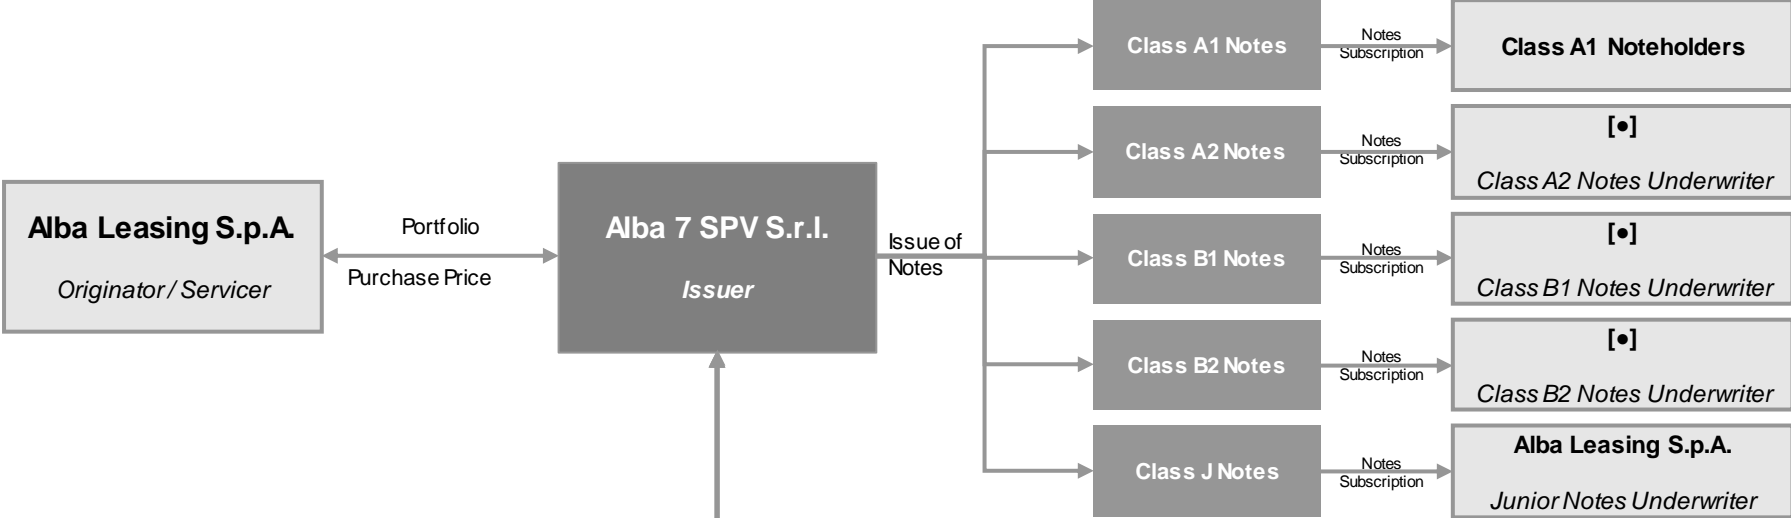 Alba Leasing S.p.A.
Originator / Servicer
Portfolio
Purchase Price
Alba 7 SPV S.r.l.
Issuer
Issue of
Notes
Class A1 Notes
Notes
Subscription
Class A1 Noteholders
Class A2 Notes
Notes
Subscription
[●]
Class A2 Notes Underwriter
Class B1 Notes
Notes
Subscription
[●]
Class B1 Notes Underwriter
Class B2 Notes
Notes
Subscription
[●]
Class B2 Notes Underwriter
Class J Notes
Notes
Subscription
Alba Leasing S.p.A.
Junior Notes Underwriter